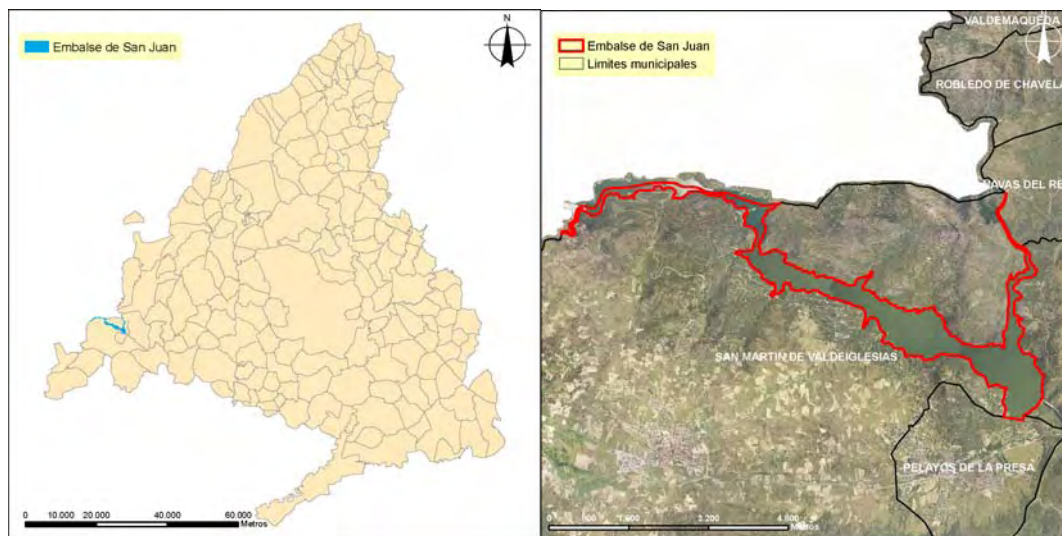 Embalse de San Juan
N
0 10.000 20.000 40.000 60.000
Metros
Embalse de San Juan
Limites municipales
VALDEMAQUEDA
ROBLEDO DE CHAVELA
NAVAS DEL RE
SAN MARTIN DE VALDEIGLESIAS
PELAYOS DE LA PRESA
0 800 1.600 3.200 4.800
Metros